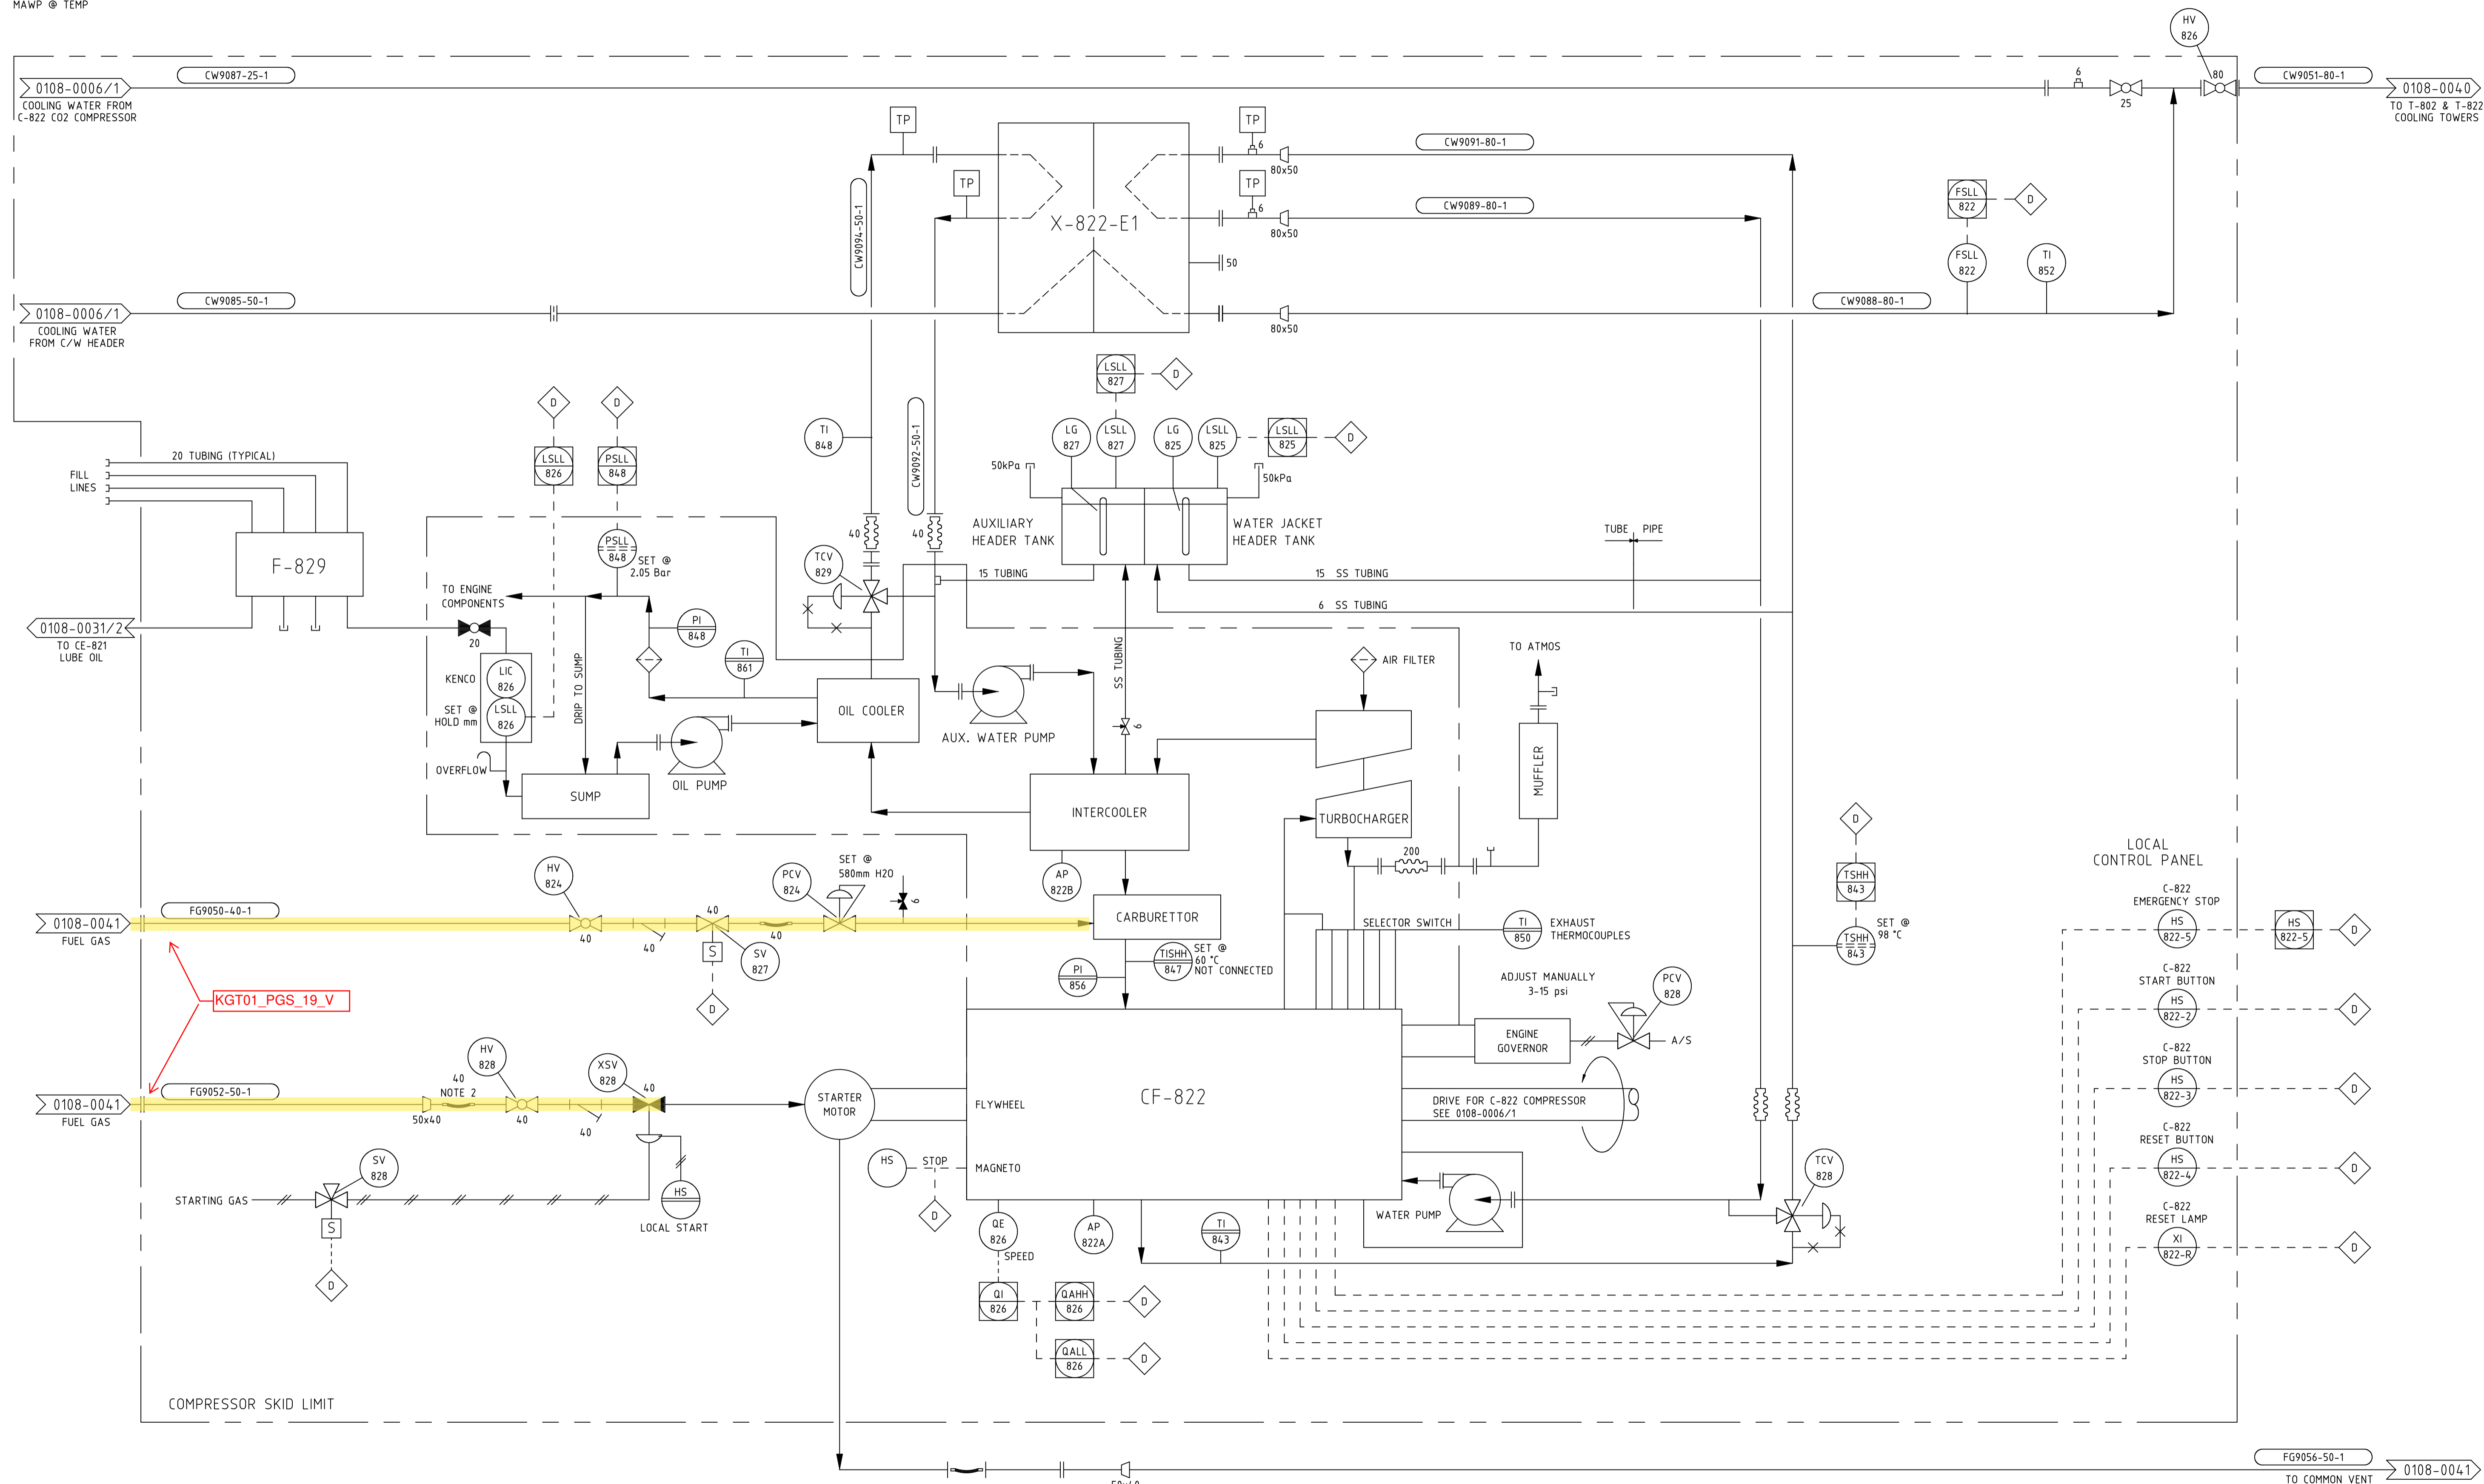 MAWP @ TEMP
HV
826
CW9087-25-1
0108-0006/1
COOLING WATER FROM
C-822 CO2 COMPRESSOR
6
25
80
CW9051-80-1
0108-0040
TO T-802 & T-822
COOLING TOWERS
TP
TP
6
80x50
CW9091-80-1
TP
TP
6
80x50
CW9089-80-1
CW9094-50-1
X-822-E1
50
FSLL
822
D
FSLL
822
TI
852
CW9085-50-1
0108-0006/1
COOLING WATER
FROM C/W HEADER
80x50
CW9088-80-1
LSLL
827
D
D
D
TI
848
CW9092-50-1
LG
827
LSLL
827
LG
825
LSLL
825
LSLL
825
D
20 TUBING (TYPICAL)
FILL
LINES
LSLL
826
PSLL
848
50kPa
50kPa
F-829
PSLL
848
SET @
2.05 Bar
40
40
AUXILIARY
HEADER TANK
WATER JACKET
HEADER TANK
TUBE
PIPE
TCV
829
15 TUBING
15 SS TUBING
6 SS TUBING
TO ENGINE
COMPONENTS
0108-0031/2
TO CE-821
LUBE OIL
20
PI
848
TI
861
KENCO
LIC
826
SET @
HOLD mm
LSLL
826
DRIP TO SUMP
OVERFLOW
SUMP
OIL PUMP
OIL COOLER
AUX. WATER PUMP
SS TUBING
6
AIR FILTER
TO ATMOS
MUFFLER
INTERCOOLER
TURBOCHARGER
200
AP
822B
HV
824
PCV
824
SET @
580mm H2O
6
FG9050-40-1
0108-0041
FUEL GAS
40
40
40
S
SV
827
D
40
CARBURETTOR
PI
856
TISHH
847
SET @
60 °C
NOT CONNECTED
SELECTOR SWITCH
TI
850
EXHAUST
THERMOCOUPLES
D
TSHH
843
TSHH
843
SET @
98 °C
LOCAL
CONTROL PANEL
C-822
EMERGENCY STOP
HS
822-5
HS
822-5
D
C-822
START BUTTON
HS
822-2
D
C-822
STOP BUTTON
HS
822-3
D
C-822
RESET BUTTON
HS
822-4
D
C-822
RESET LAMP
XI
822-R
D
KGT01_PGS_19_V
ADJUST MANUALLY
3-15 psi
PCV
828
ENGINE
GOVERNOR
A/S
FG9052-50-1
0108-0041
FUEL GAS
50x40
40
NOTE 2
HV
828
40
40
XSV
828
40
STARTER
MOTOR
FLYWHEEL
CF-822
DRIVE FOR C-822 COMPRESSOR
SEE 0108-0006/1
MAGNETO
HS
STOP
D
STARTING GAS
SV
828
S
D
HS
LOCAL START
QE
826
SPEED
AP
822A
TI
843
WATER PUMP
TCV
828
QI
826
QAHH
826
D
QALL
826
D
COMPRESSOR SKID LIMIT
FG9056-50-1
0108-0041
TO COMMON VENT